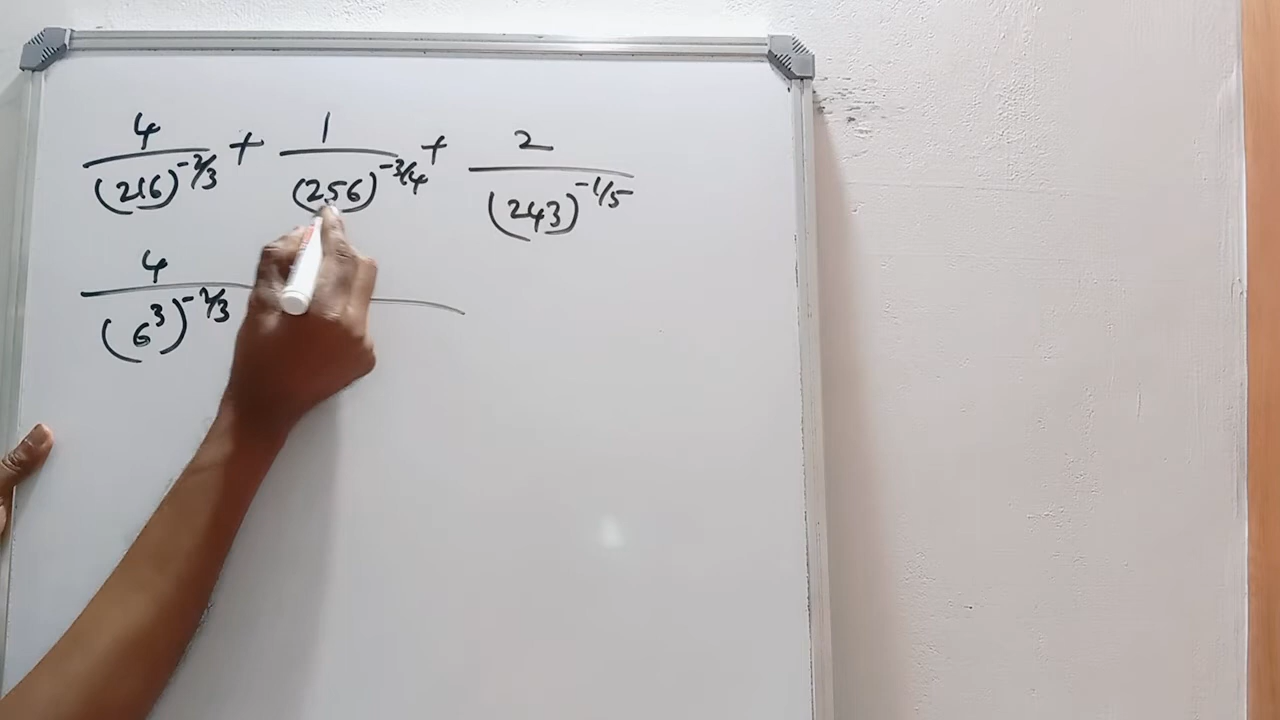 4/(216)^{-2/3} + 1/(256)^{-3/4} + 2/(243)^{-1/5}
4/(6^3)^{-2/3}